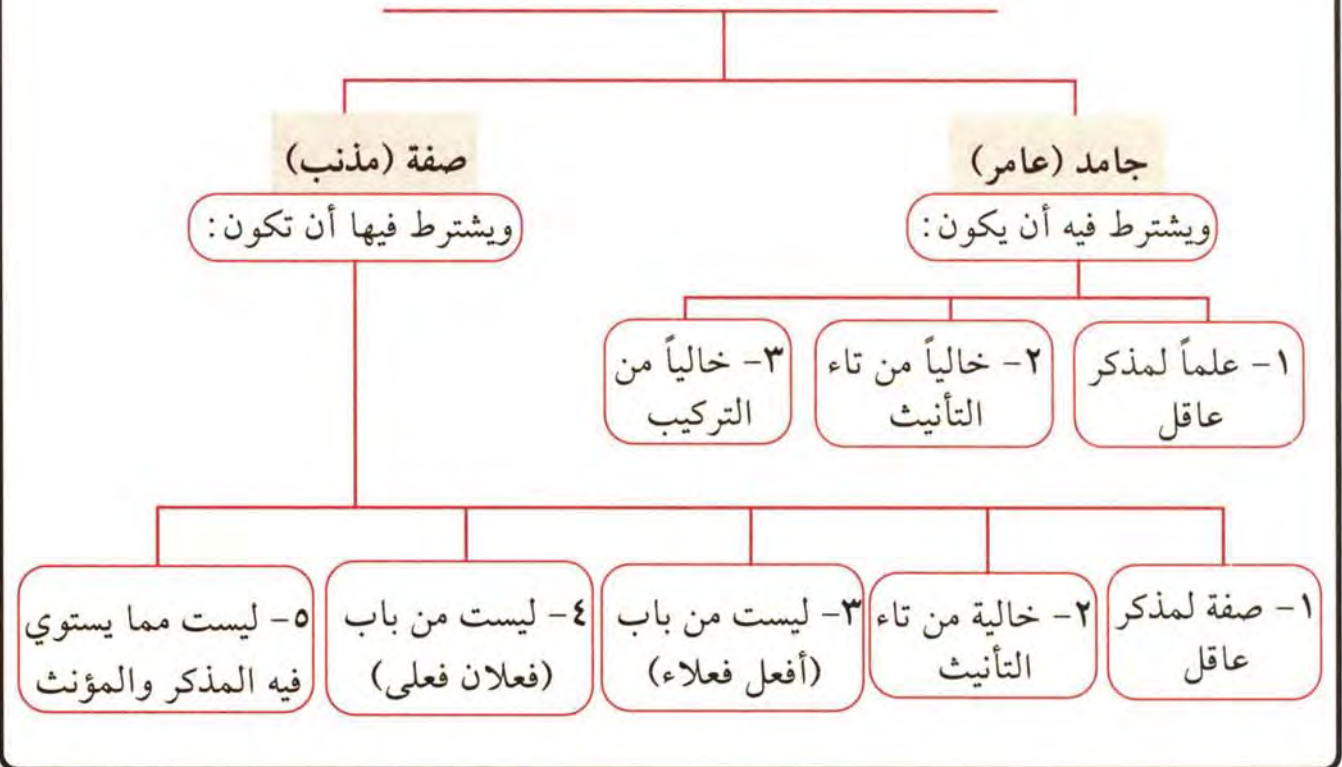 جامد (عامر)
ويشترط فيه أن يكون:
١- علماً لمذكر
عاقل
٢- خالياً من تاء
التأنيث
٣- خالياً من
التركيب
صفة (مذنب)
ويشترط فيها أن تكون:
١- صفة لمذكر
عاقل
٢- خالية من تاء
التأنيث
٣- ليست من باب
(أفعل فعلاء)
٤- ليست من باب
(فعلان فعلى)
٥- ليست مما يستوي
فيه المذكر والمؤنث